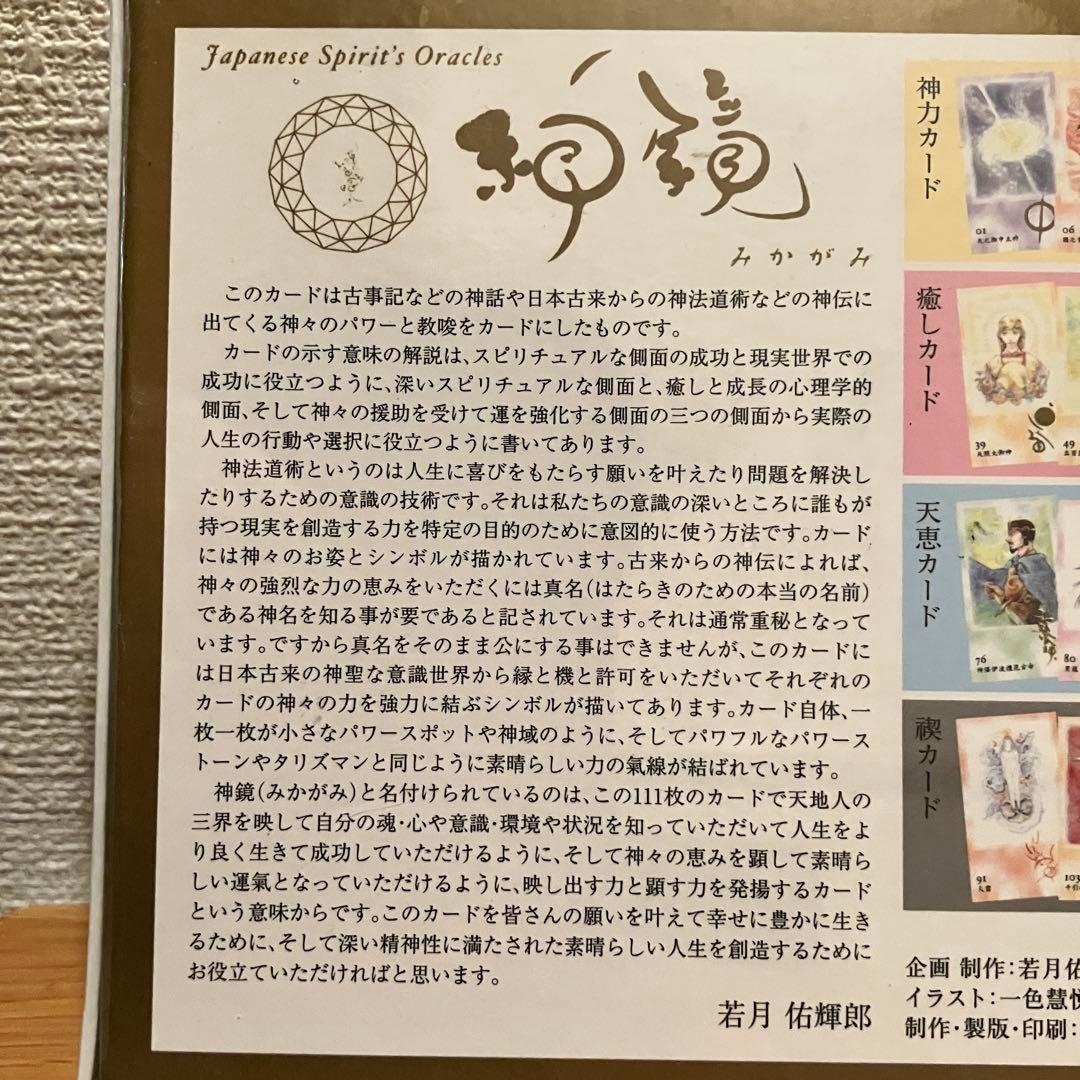 Japanese Spirit's Oracles
神鏡
みかがみ
このカードは古事記などの神話や日本古来からの神法道術などの神伝に
出てくる神々のパワーと教唆をカードにしたものです。
カードの示す意味の解説は、スピリチュアルな側面の成功と現実世界での
成功に役立つように、深いスピリチュアルな側面と、癒しと成長の心理学的
側面、そして神々の援助を受けて運を強化する側面の三つの側面から実際の
人生の行動や選択に役立つように書いてあります。
神法道術というのは人生に喜びをもたらす願いを叶えたり問題を解決し
たりするための意識の技術です。それは私たちの意識の深いところに誰もが
持つ現実を創造する力を特定の目的のために意図的に使う方法です。カード
には神々のお姿とシンボルが描かれています。古来からの神伝によれば、
神々の強烈な力の恵みをいただくには真名(はたらきのための本当の名前)
である神名を知る事が要であると記されています。それは通常重秘となって
います。ですから真名をそのまま公にする事はできませんが、このカードに
は日本古来の神聖な意識世界から縁と機と許可をいただいてそれぞれの
カードの神々の力を強力に結ぶシンボルが描いてあります。カード自体、一
枚一枚が小さなパワースポットや神域のように、そしてパワフルなパワース
トーンやタリズマンと同じように素晴らしい力の氣線が結ばれています。
神鏡(みかがみ)と名付けられているのは、この111枚のカードで天地人の
三界を映して自分の魂・心や意識・環境や状況を知っていただいて人生をよ
り良く生きて成功していただけるように、そして神々の恵みを顕して素晴ら
しい運氣となっていただけるように、映し出す力と顕す力を発揚するカード
という意味からです。このカードを皆さんの願いを叶えて幸せに豊かに生き
るために、そして深い精神性に満たされた素晴らしい人生を創造するために
お役立ていただければと思います。
若月 佑輝郎
神力カード
01
天之御中主神
06
癒しカード
39
天照大御神
49
天恵カード
76
神倭伊波禮毘古命
80
禊カード
91
大雷
103
企画 制作:若月佑
イラスト:一色慧悦
制作・製版・印刷: